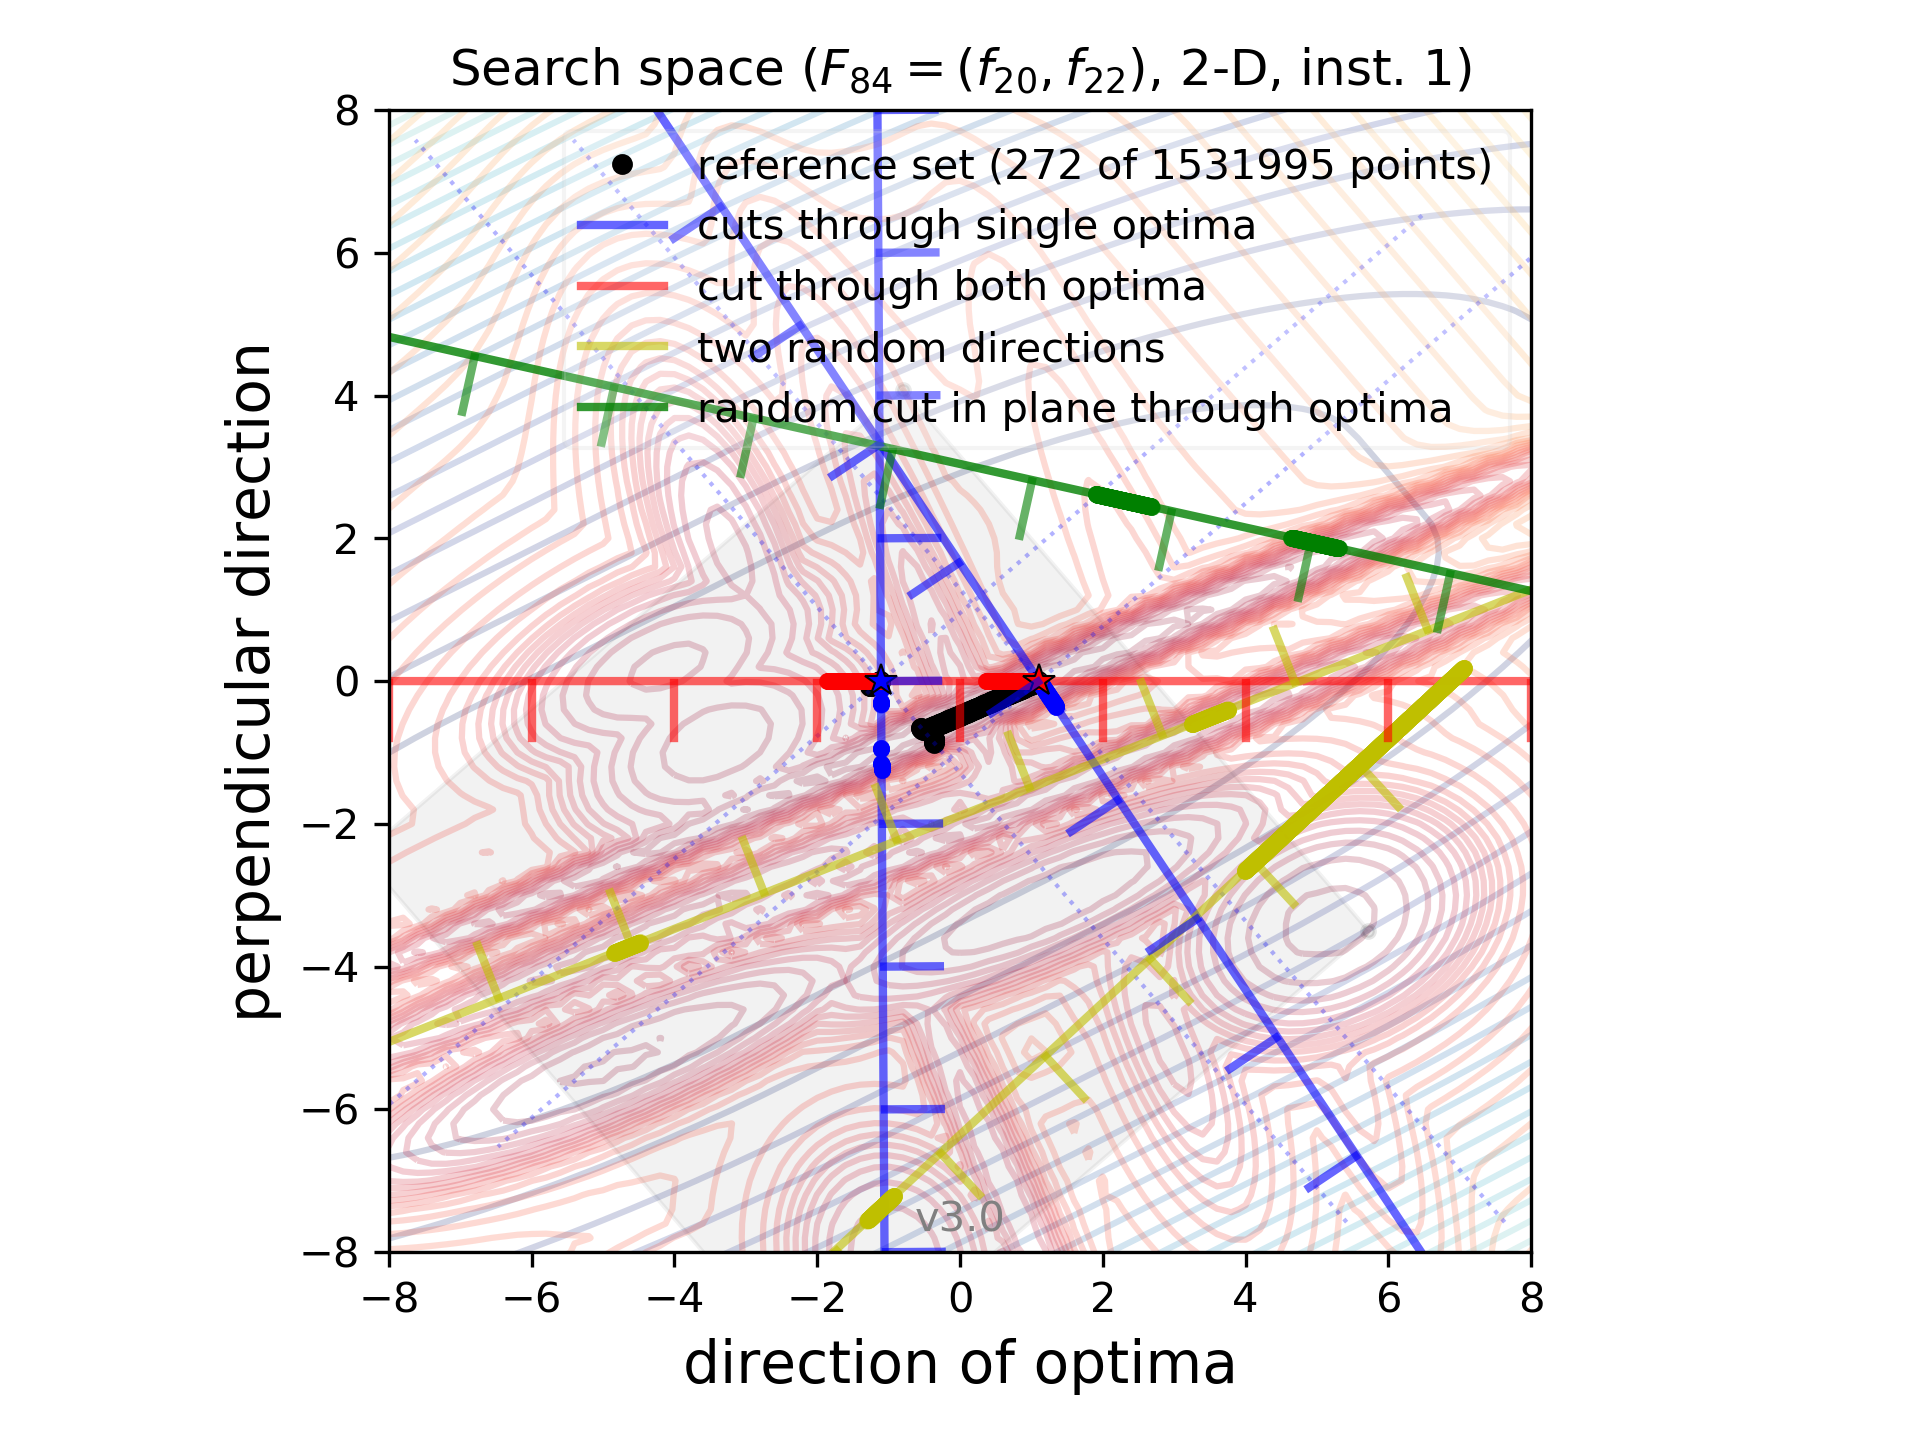 Search space (F84 = (f20, f22), 2-D, inst. 1)
8
6
4
2
0
−2
−4
−6
−8
perpendicular direction
reference set (272 of 1531995 points)
cuts through single optima
cut through both optima
two random directions
random cut in plane through optima
v3.0
−8 −6 −4 −2 0 2 4 6 8
direction of optima